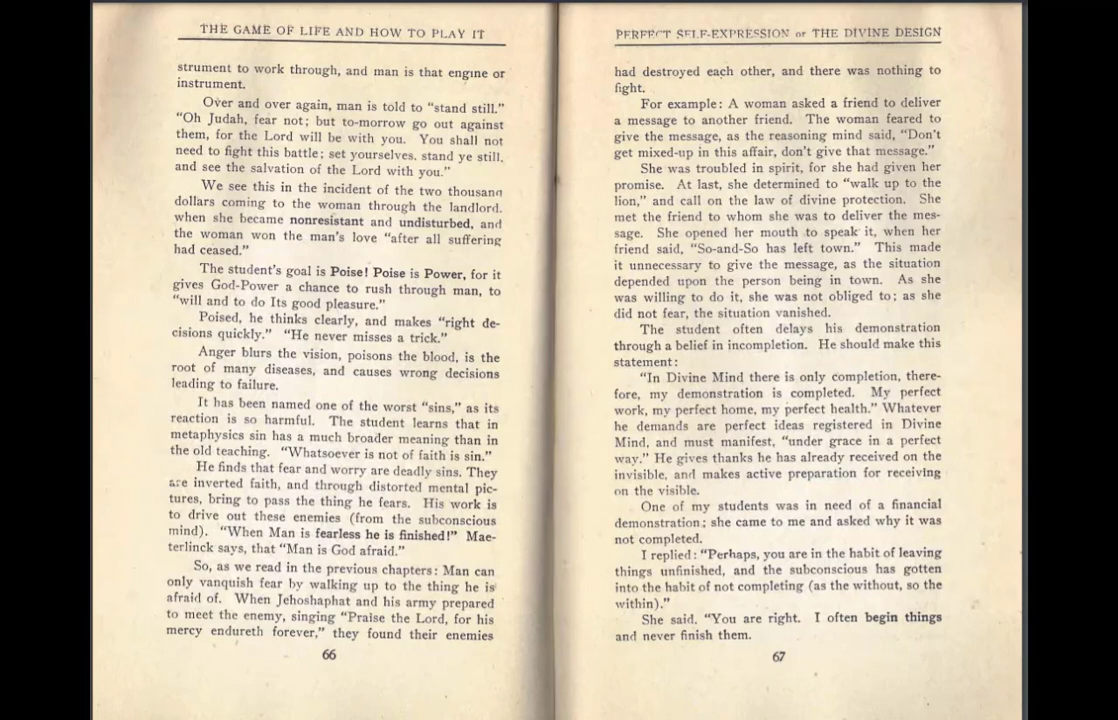 THE GAME OF LIFE AND HOW TO PLAY IT
strument to work through, and man is that engine or
instrument.
Over and over again, man is told to "stand still."
"Oh Judah, fear not; but to-morrow go out against
them, for the Lord will be with you. You shall not
need to fight this battle; set yourselves. stand ye still,
and see the salvation of the Lord with you."
We see this in the incident of the two thousand
dollars coming to the woman through the landlord.
when she became nonresistant and undisturbed, and
the woman won the man's love "after all suffering
had ceased."
The student's goal is Poise! Poise is Power, for it
gives God-Power a chance to rush through man, to
"will and to do Its good pleasure."
Poised, he thinks clearly, and makes "right de-
cisions quickly." "He never misses a trick."
Anger blurs the vision, poisons the blood, is the
root of many diseases, and causes wrong decisions
leading to failure.
It has been named one of the worst "sins," as its
reaction is so harmful. The student learns that in
metaphysics sin has a much broader meaning than in
the old teaching. "Whatsoever is not of faith is sin."
He finds that fear and worry are deadly sins. They
are inverted faith, and through distorted mental pic-
tures, bring to pass the thing he fears. His work is
to drive out these enemies (from the subconscious
mind). "When Man is fearless he is finished!" Mae-
terlinck says, that "Man is God afraid."
So, as we read in the previous chapters: Man can
only vanquish fear by walking up to the thing he is
afraid of. When Jehoshaphat and his army prepared
to meet the enemy, singing "Praise the Lord, for his
mercy endureth forever," they found their enemies
66
PERFECT SELF-EXPRESSION or THE DIVINE DESIGN
had destroyed each other, and there was nothing to
fight.
For example: A woman asked a friend to deliver
a message to another friend. The woman feared to
give the message, as the reasoning mind said, "Don't
get mixed-up in this affair, don't give that message."
She was troubled in spirit, for she had given her
promise. At last, she determined to "walk up to the
lion," and call on the law of divine protection. She
met the friend to whom she was to deliver the mes-
sage. She opened her mouth to speak it, when her
friend said, "So-and-So has left town." This made
it unnecessary to give the message, as the situation
depended upon the person being in town. As she
was willing to do it, she was not obliged to; as she
did not fear, the situation vanished.
The student often delays his demonstration
through a belief in incompletion. He should make this
statement:
"In Divine Mind there is only completion, there-
fore, my demonstration is completed. My perfect
work, my perfect home, my perfect health." Whatever
he demands are perfect ideas registered in Divine
Mind, and must manifest, "under grace in a perfect
way." He gives thanks he has already received on the
invisible, and makes active preparation for receiving
on the visible.
One of my students was in need of a financial
demonstration; she came to me and asked why it was
not completed.
I replied: "Perhaps, you are in the habit of leaving
things unfinished, and the subconscious has gotten
into the habit of not completing (as the without, so the
within)."
She said. "You are right. I often begin things
and never finish them.
67